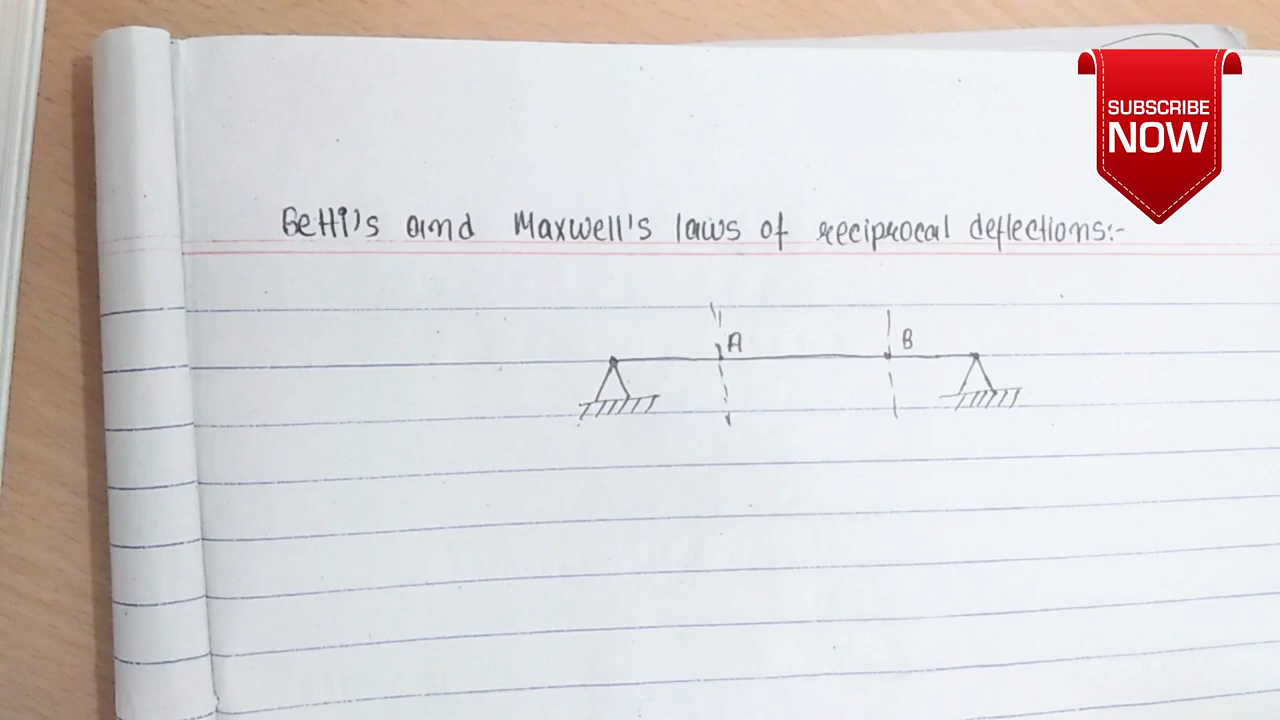 SUBSCRIBE
NOW
Betti's and Maxwell's laws of reciprocal deflections:-
A
B